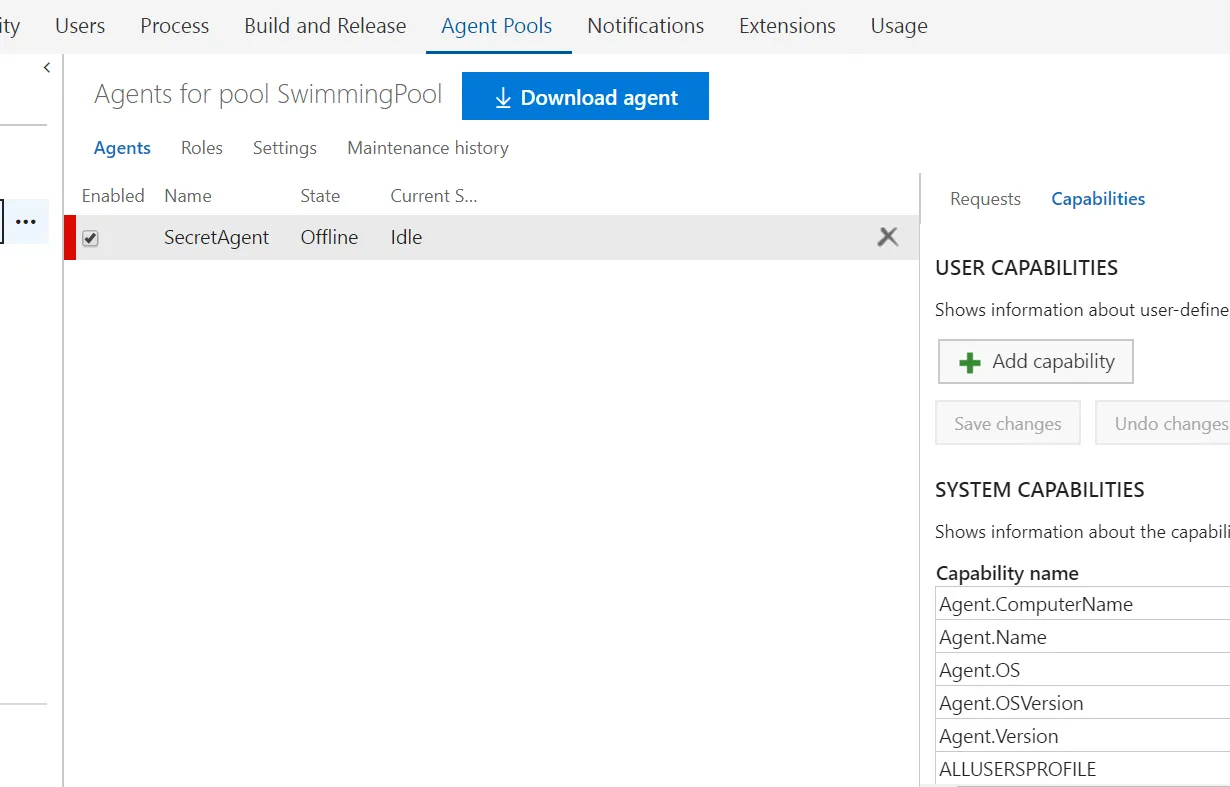 ity Users Process Build and Release Agent Pools Notifications Extensions Usage
Agents for pool SwimmingPool Download agent
Agents Roles Settings Maintenance history
Enabled Name State Current S...
SecretAgent Offline Idle
Requests Capabilities
USER CAPABILITIES
Shows information about user-define
Add capability
Save changes Undo changes
SYSTEM CAPABILITIES
Shows information about the capabili
Capability name
Agent.ComputerName
Agent.Name
Agent.OS
Agent.OSVersion
Agent.Version
ALLUSERSPROFILE